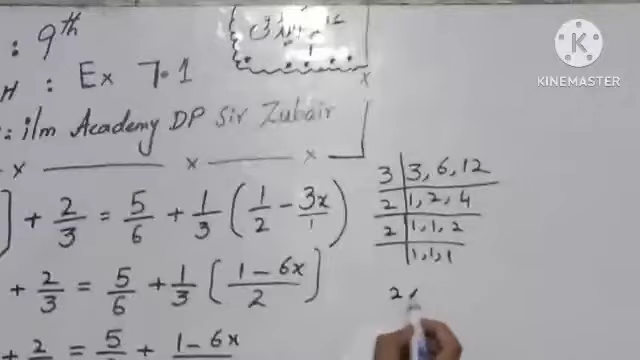 : 9th
H : Ex 7.1
: ilm Academy DP Sir Zubair
x x x
] + 2/3 = 5/6 + 1/3 (1/2 - 3x/1)
+ 2/3 = 5/6 + 1/3 (1 - 6x/2)
+ 2 = 5 + 1 - 6x
3 | 3, 6, 12
2 | 1, 2, 4
2 | 1, 1, 2
1, 1, 1
2
K
KINEMASTER